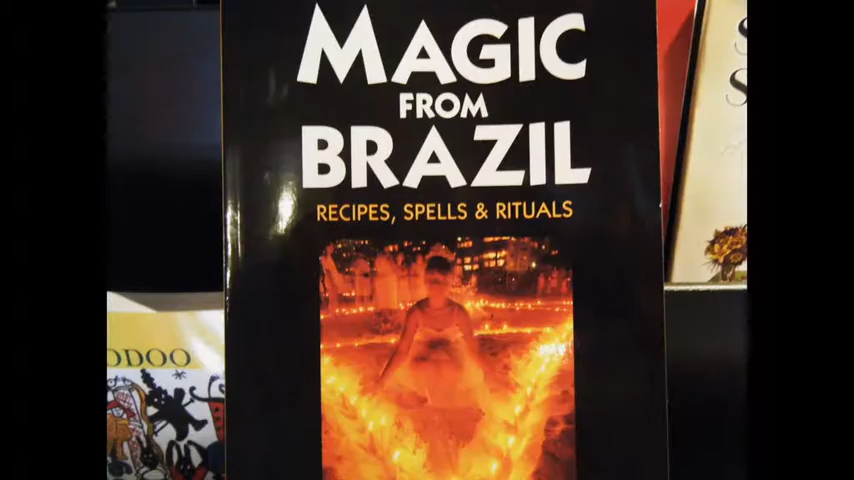 MAGIC
FROM
BRAZIL
RECIPES, SPELLS & RITUALS
ODOO